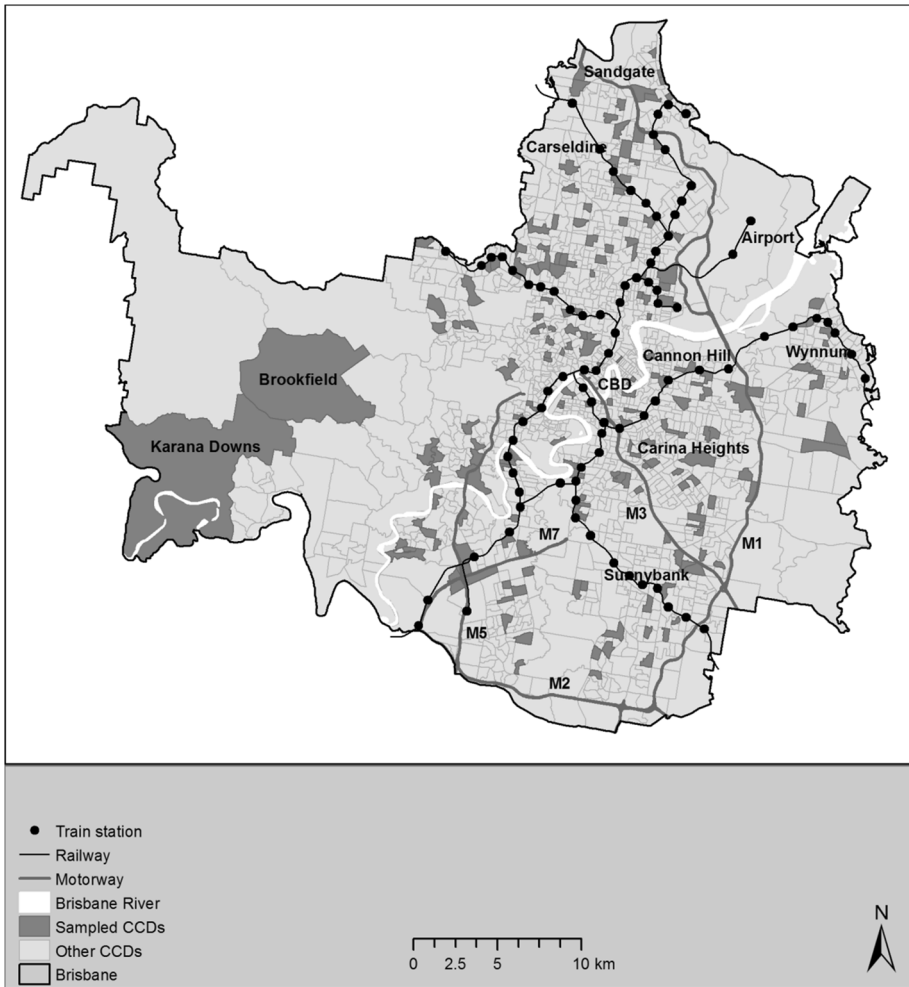 Sandgate
Carseldine
Airport
Cannon Hill
Wynnum
Brookfield
CBD
Karana Downs
Carina Heights
M3
M7
M1
Sunnybank
M5
M2
Train station
Railway
Motorway
Brisbane River
Sampled CCDs
Other CCDs
Brisbane
0 2.5 5 10 km
N